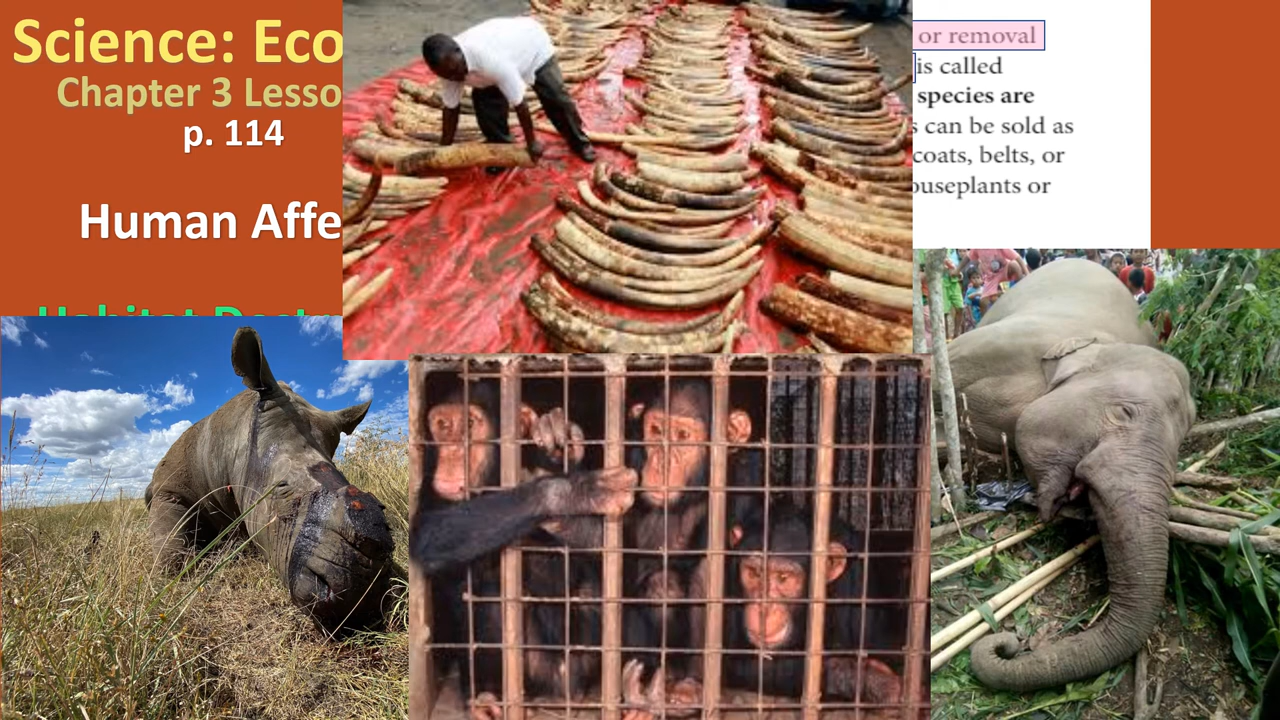 Science: Eco
Chapter 3 Lesso
p. 114
Human Affe
or removal
is called
species are
s can be sold as
coats, belts, or
ouseplants or